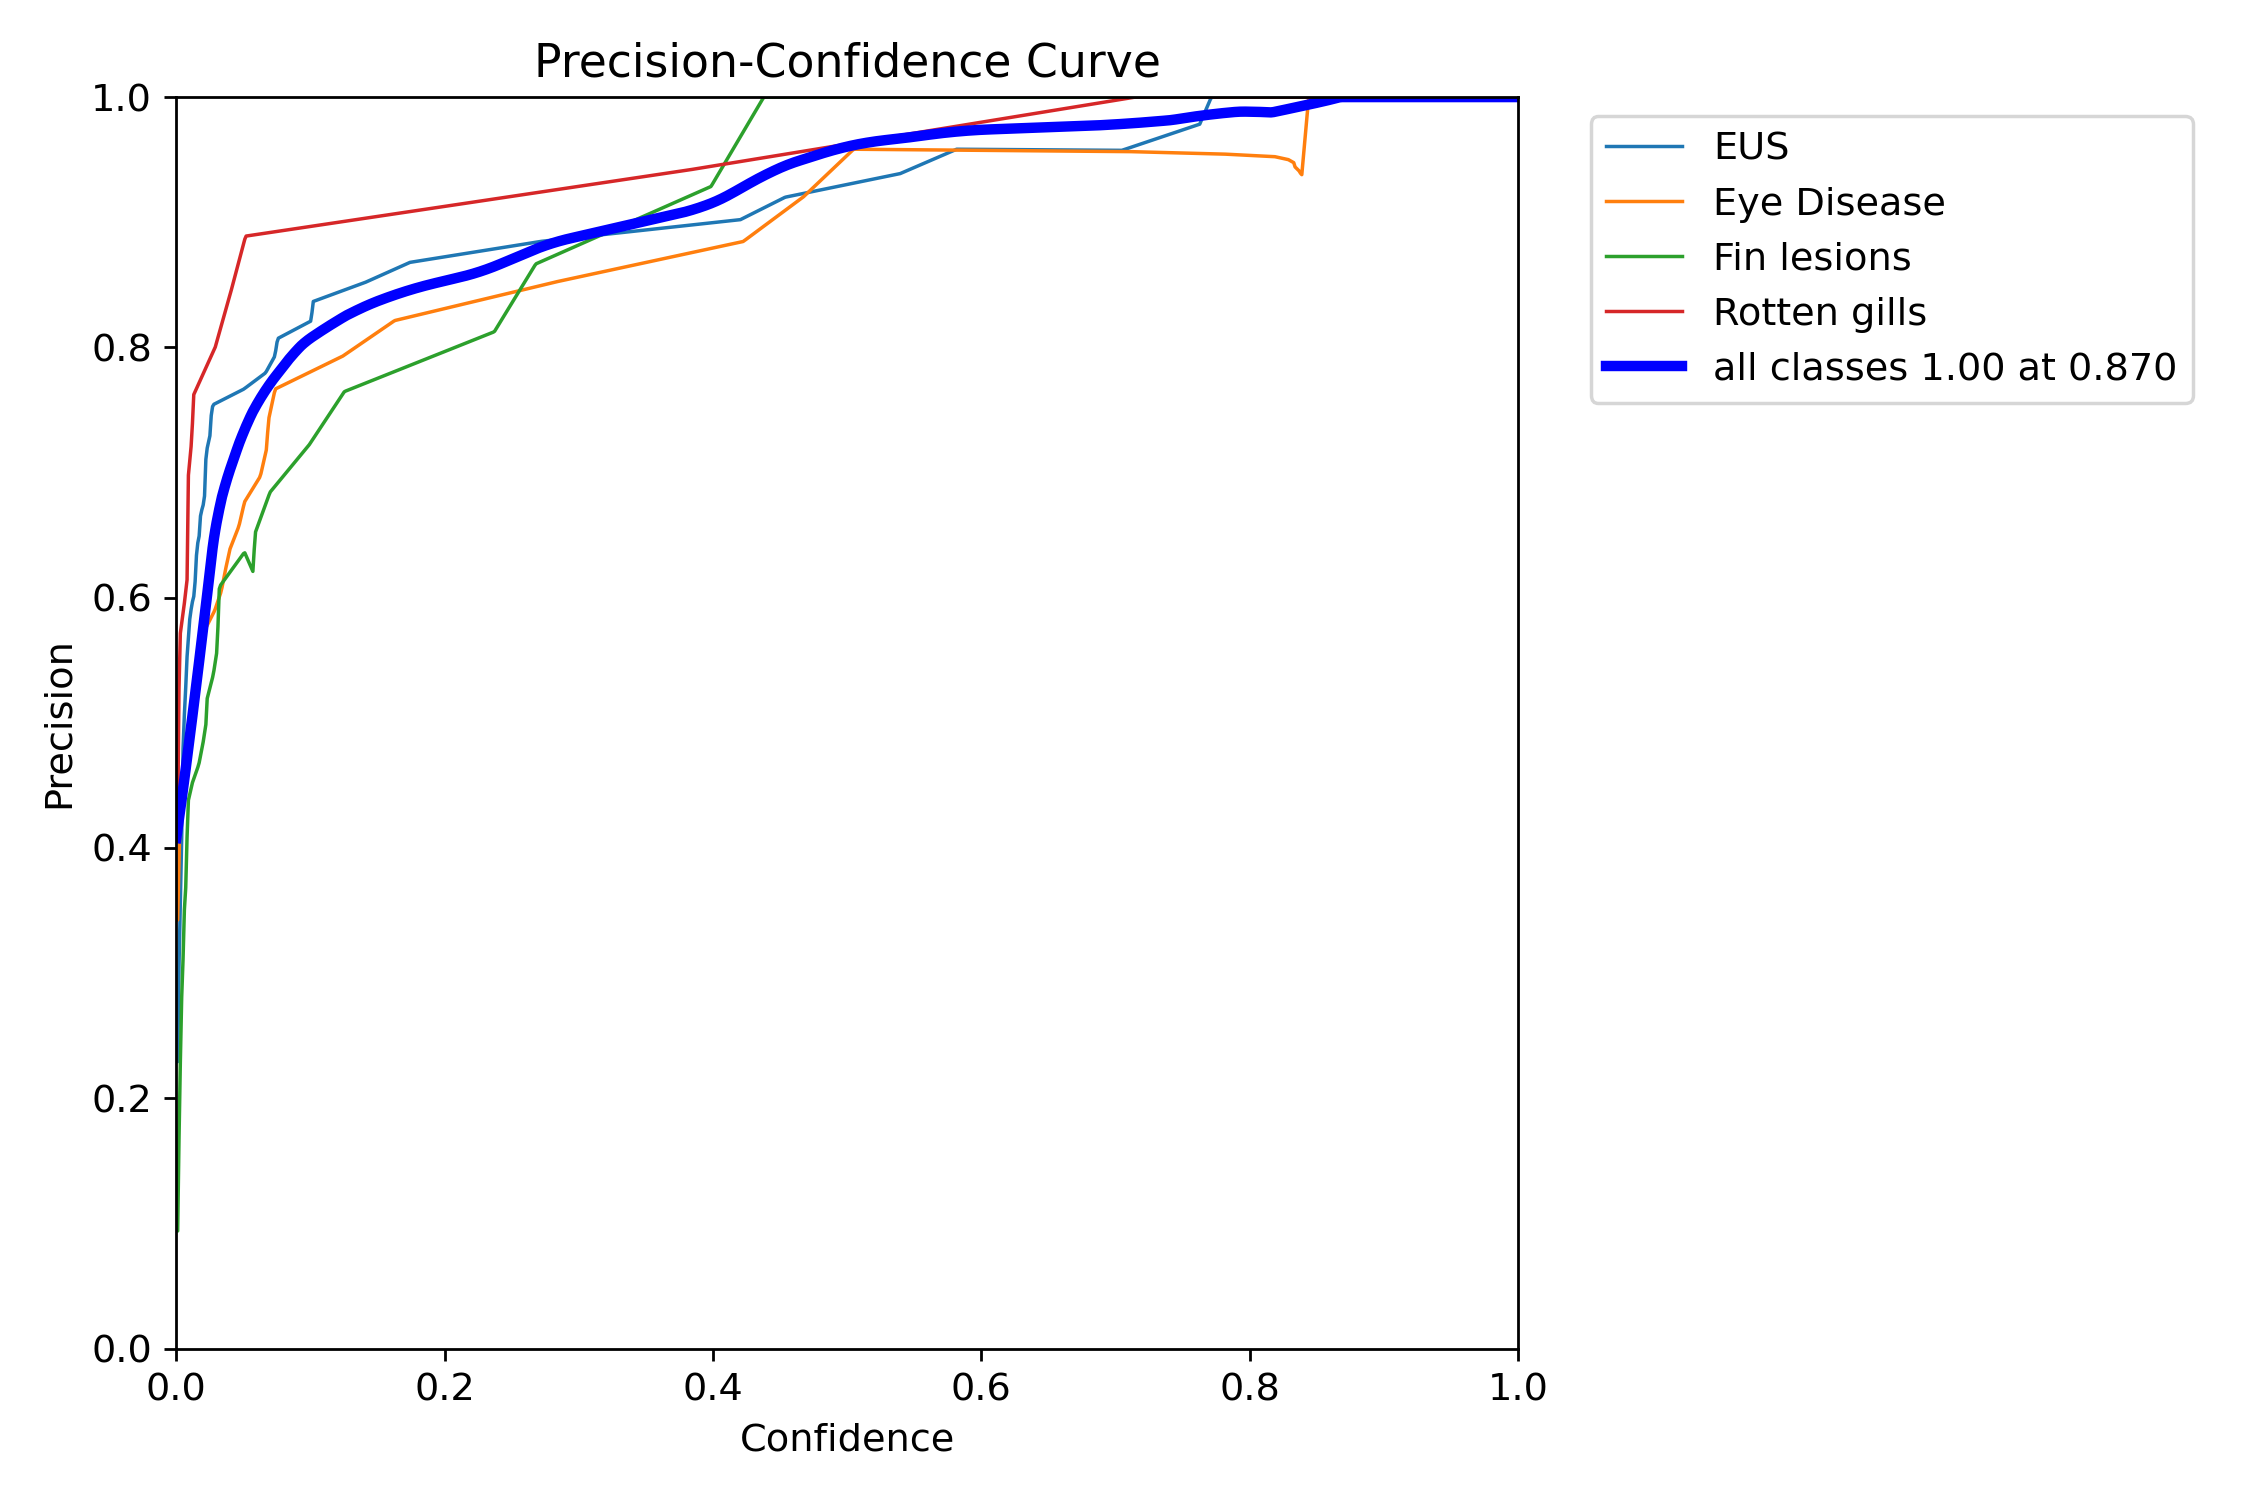 Precision-Confidence Curve
1.0
0.8
0.6
0.4
0.2
0.0
Precision
0.0 0.2 0.4 0.6 0.8 1.0
Confidence
EUS
Eye Disease
Fin lesions
Rotten gills
all classes 1.00 at 0.870